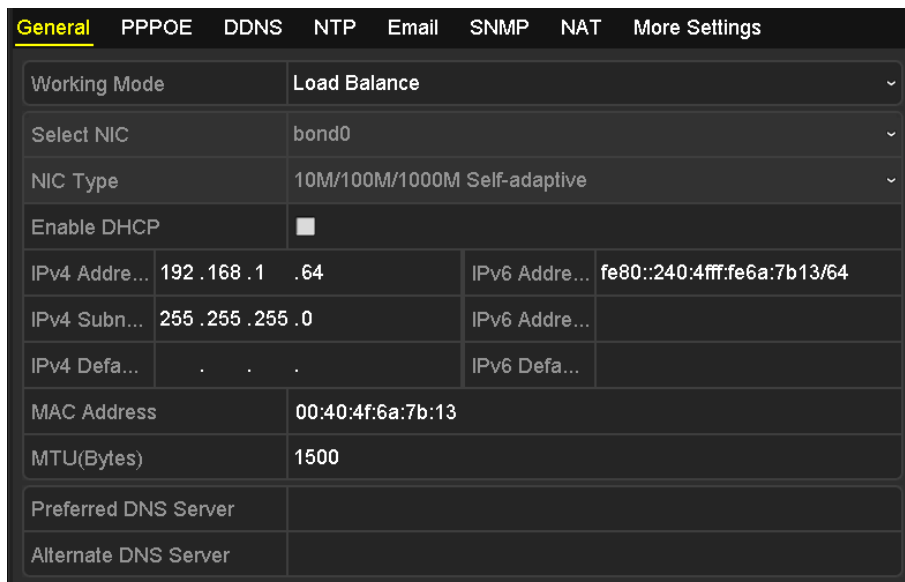 General PPPOE DDNS NTP Email SNMP NAT More Settings
Working Mode Load Balance
Select NIC bond0
NIC Type 10M/100M/1000M Self-adaptive
Enable DHCP
IPv4 Addre... 192 .168 .1 .64 IPv6 Addre... fe80::240:4fff:fe6a:7b13/64
IPv4 Subn... 255 .255 .255 .0 IPv6 Addre...
IPv4 Defa... . . . IPv6 Defa...
MAC Address 00:40:4f:6a:7b:13
MTU(Bytes) 1500
Preferred DNS Server
Alternate DNS Server